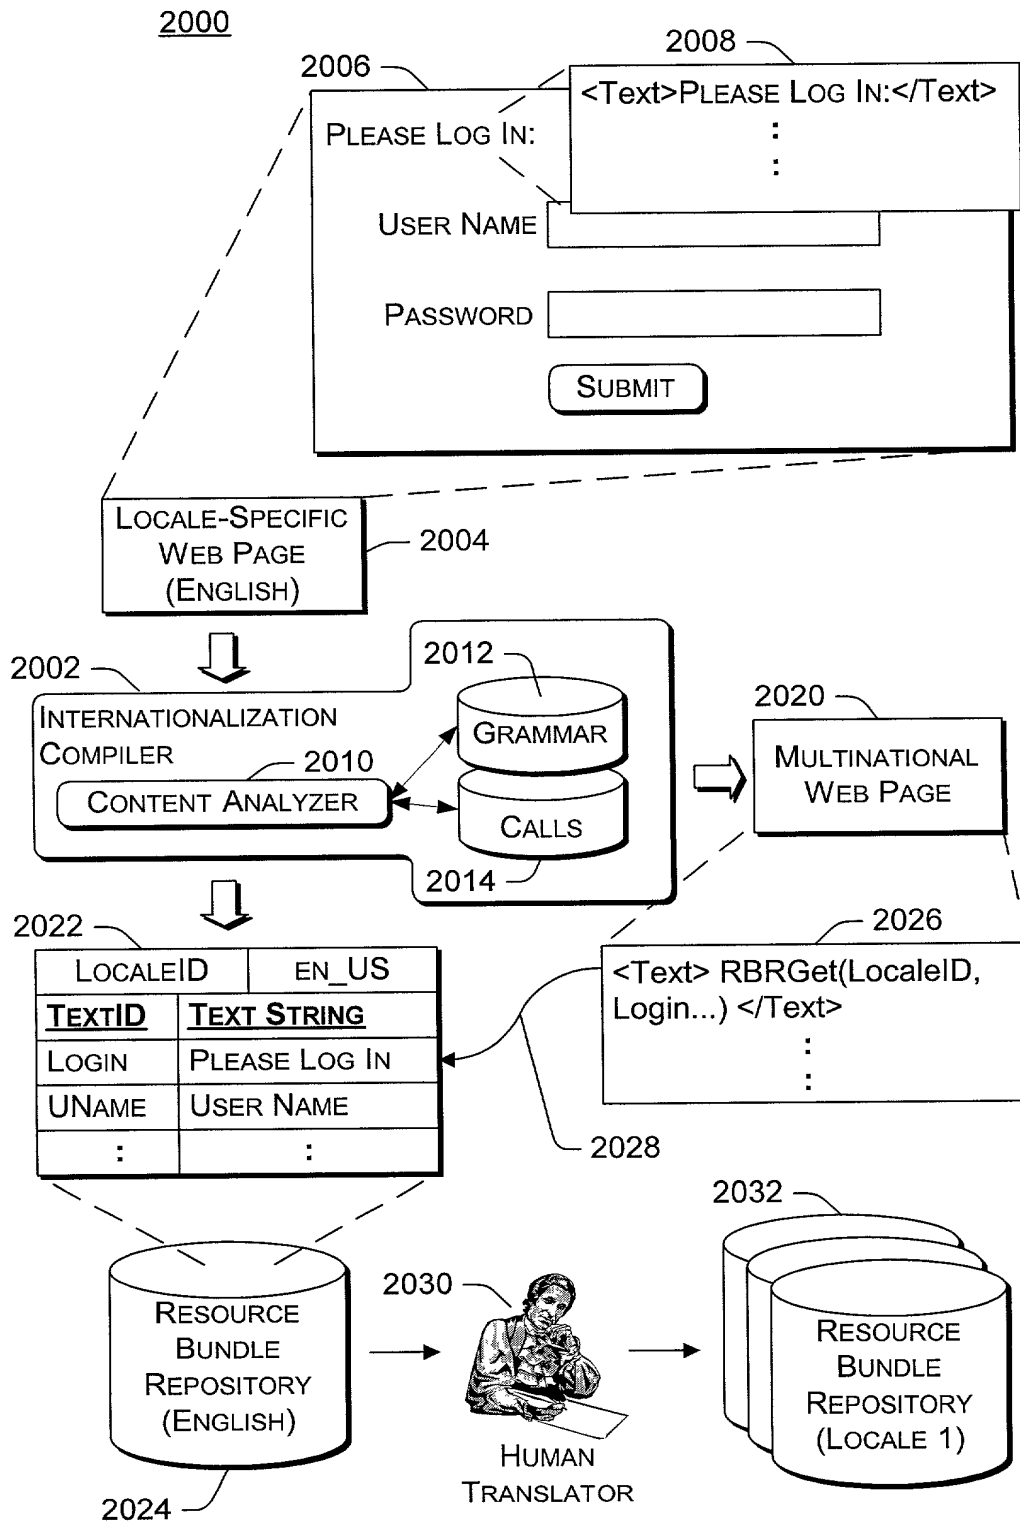 2000
2006
2008
<Text>PLEASE LOG IN:</Text>
:
:
PLEASE LOG IN:
USER NAME
PASSWORD
SUBMIT
LOCALE-SPECIFIC
WEB PAGE
(ENGLISH)
2004
2002
INTERNATIONALIZATION
COMPILER
2010
CONTENT ANALYZER
2012
GRAMMAR
CALLS
2014
2020
MULTINATIONAL
WEB PAGE
2022
LOCALEID EN_US
TEXTID TEXT STRING
LOGIN PLEASE LOG IN
UNAME USER NAME
: :
2026
<Text> RBRGet(LocaleID,
Login...) </Text>
:
:
2028
RESOURCE
BUNDLE
REPOSITORY
(ENGLISH)
2024
2030
HUMAN
TRANSLATOR
2032
RESOURCE
BUNDLE
REPOSITORY
(LOCALE 1)